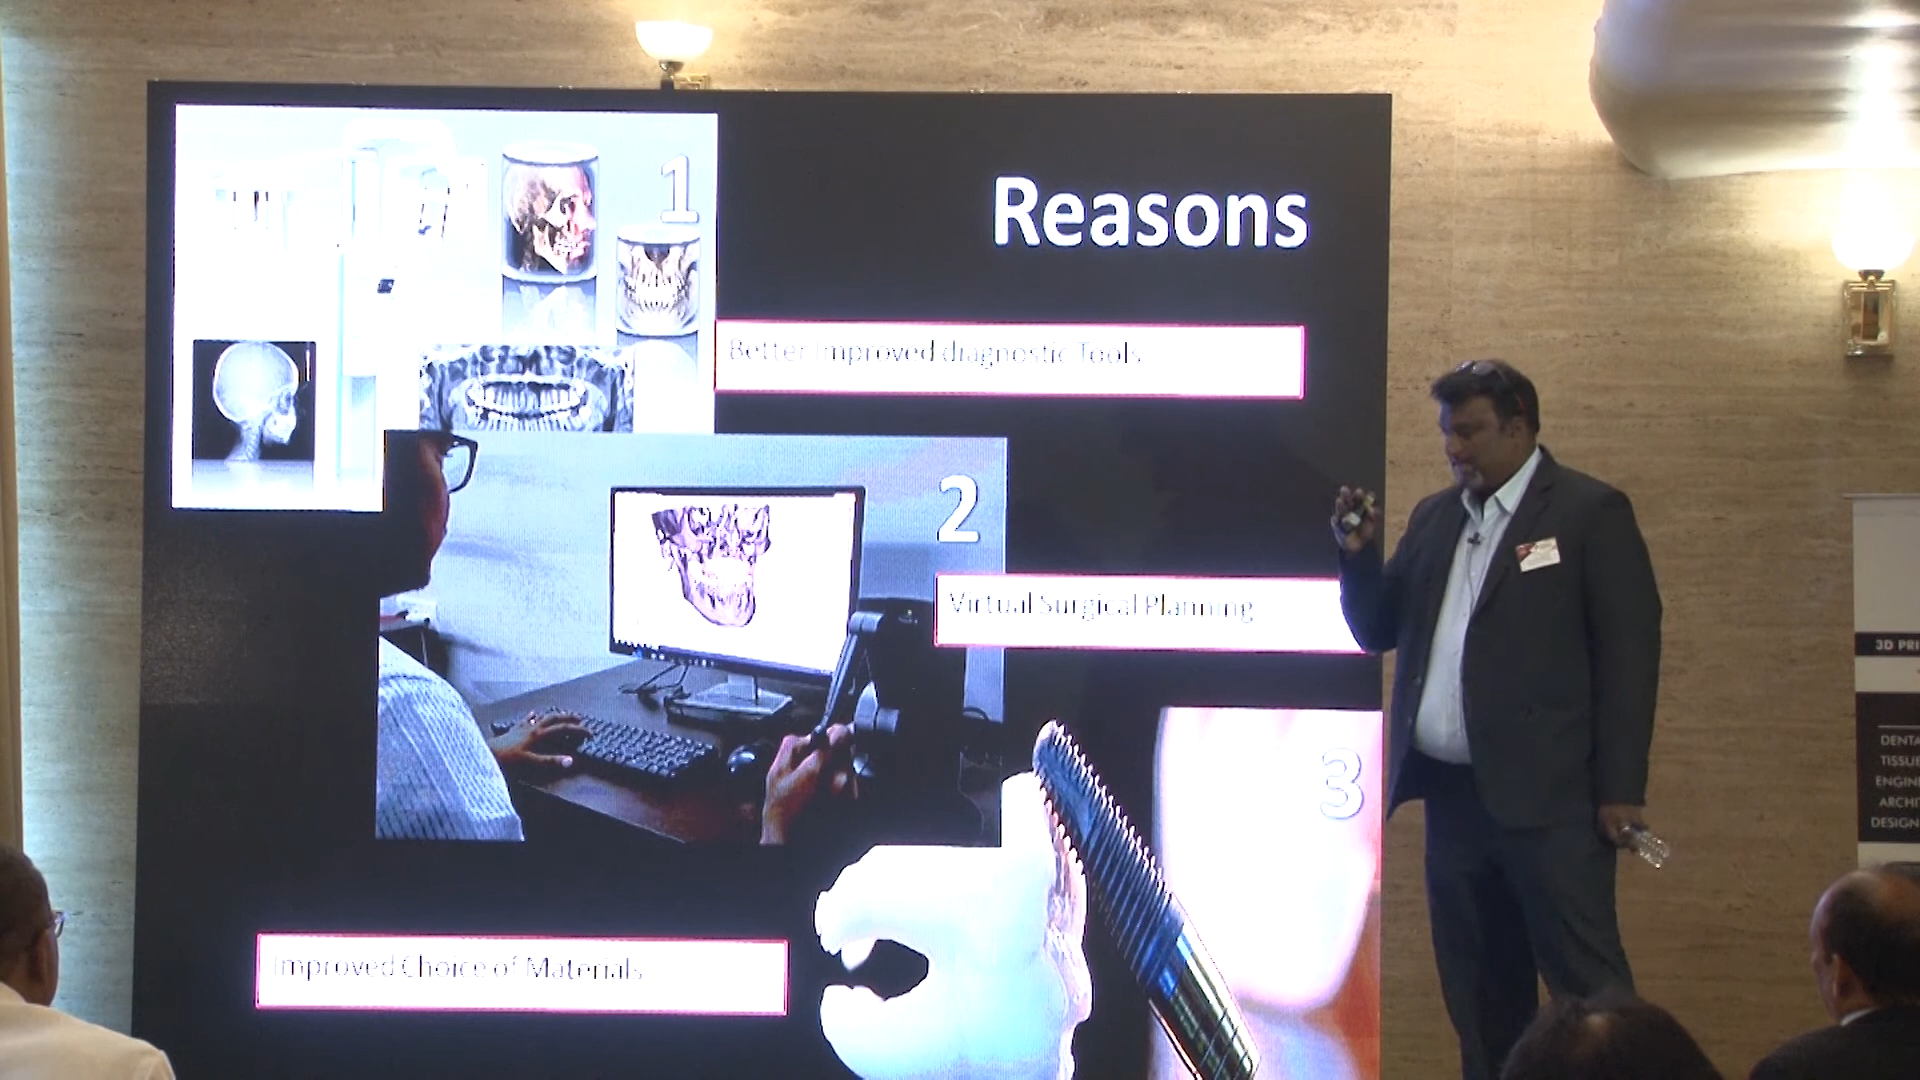 1
Reasons
Better Improved diagnostic Tools
2
Virtual Surgical Planning
3
Improved Choice of Materials
3D PRI
DENTA
TISSUE
ENGINE
ARCHI
DESIGN